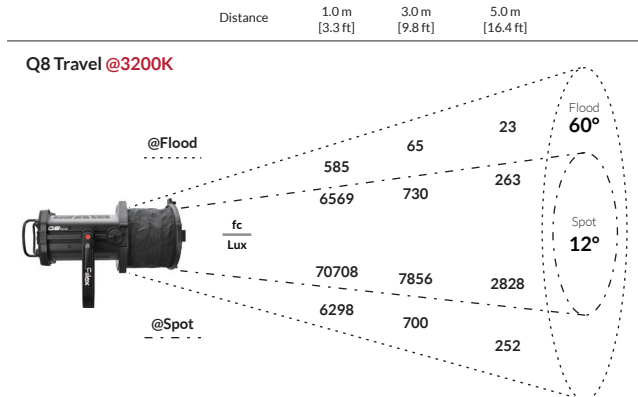 Distance 1.0 m 3.0 m 5.0 m
[3.3 ft] [9.8 ft] [16.4 ft]
Q8 Travel @3200K
Flood
60°
23
@Flood 65
585 263
6569 730
Spot
fc
Lux
12°
70708 7856 2828
6298 700
@Spot
252
Q8
Fiilex